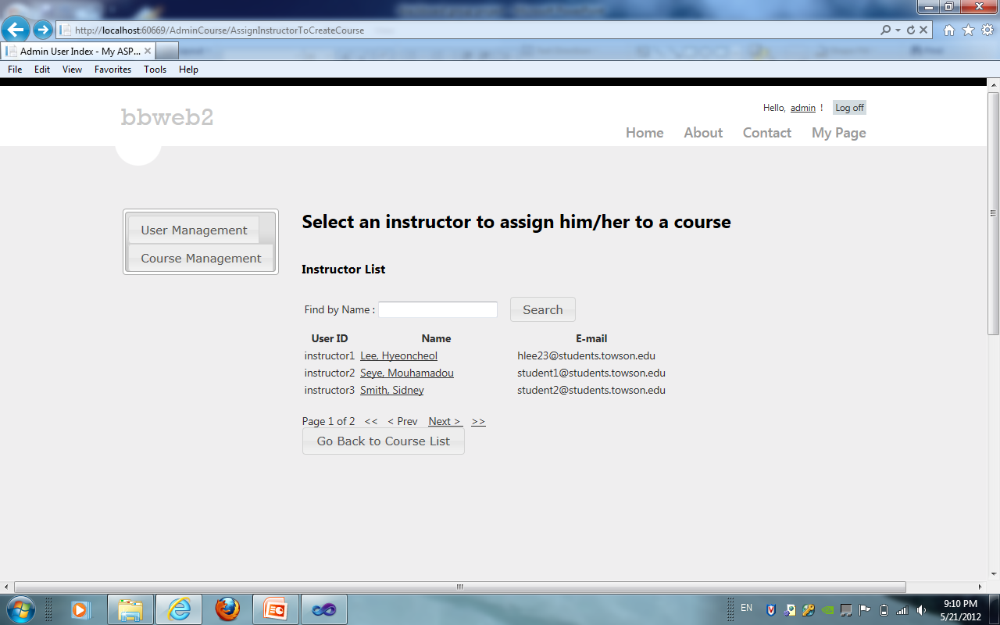 http://localhost:60669/AdminCourse/AssignInstructorToCreateCourse
Admin User Index - My ASP...
File Edit View Favorites Tools Help
bbweb2
Hello, admin ! Log off
Home About Contact My Page
User Management
Course Management
Select an instructor to assign him/her to a course
Instructor List
Find by Name : Search
User ID Name E-mail
instructor1 Lee, Hyeoncheol hlee23@students.towson.edu
instructor2 Seye, Mouhamadou student1@students.towson.edu
instructor3 Smith, Sidney student2@students.towson.edu
Page 1 of 2 << < Prev Next > >>
Go Back to Course List
EN
9:10 PM
5/21/2012